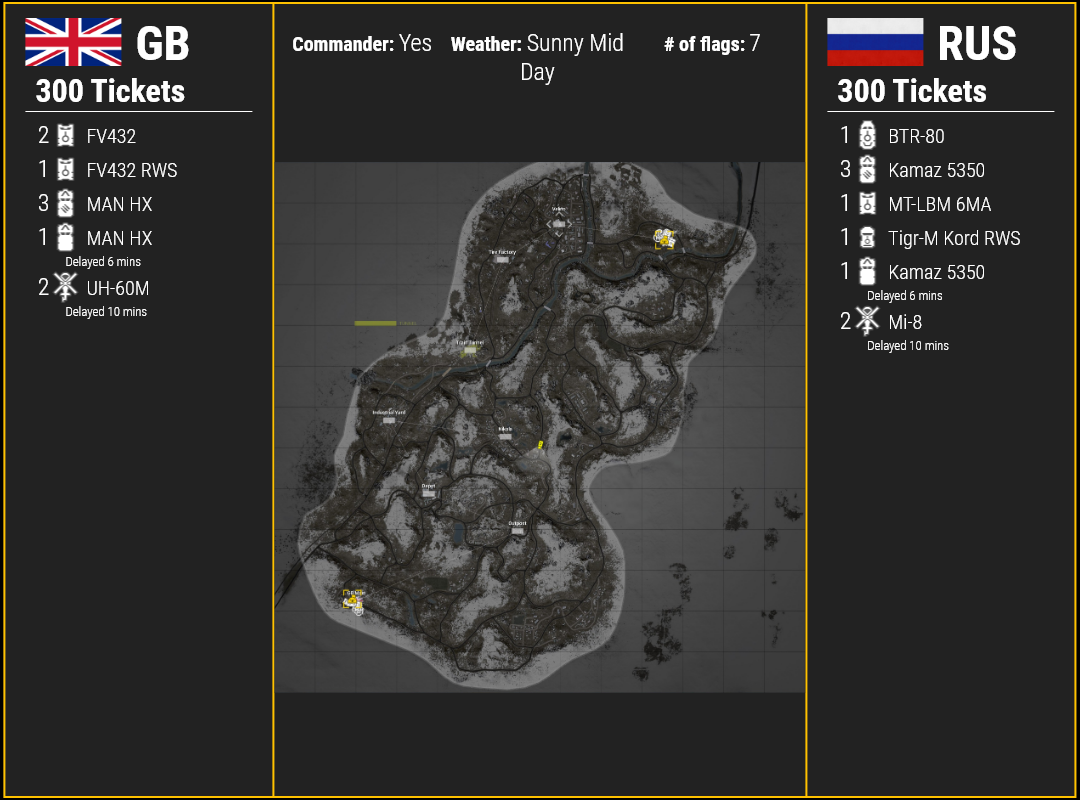 GB
300 Tickets
2 FV432
1 FV432 RWS
3 MAN HX
1 MAN HX
Delayed 6 mins
2 UH-60M
Delayed 10 mins
Commander: Yes Weather: Sunny Mid Day # of flags: 7
Tire Factory
Industrial Yard
Depot
Outpost
RUS
300 Tickets
1 BTR-80
3 Kamaz 5350
1 MT-LBM 6MA
1 Tigr-M Kord RWS
1 Kamaz 5350
Delayed 6 mins
2 Mi-8
Delayed 10 mins